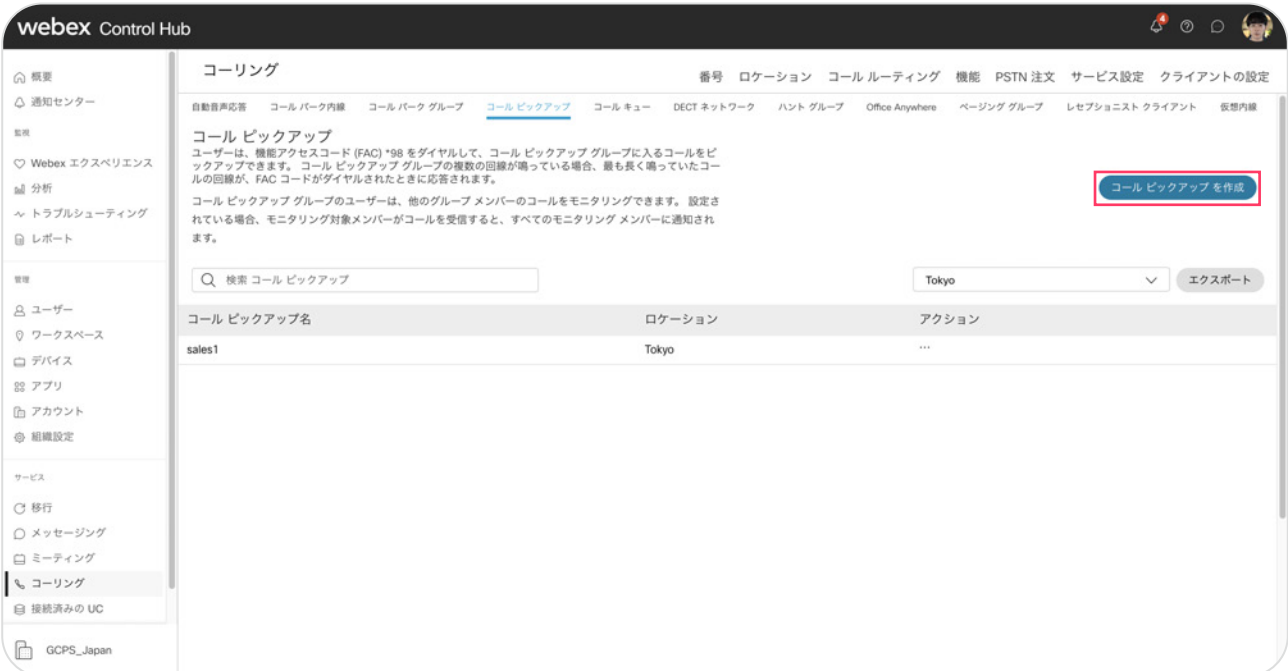 webex Control Hub
4
概要
通知センター
監視
Webex エクスペリエンス
分析
トラブルシューティング
レポート
管理
ユーザー
ワークスペース
デバイス
アプリ
アカウント
組織設定
サービス
移行
メッセージング
ミーティング
コーリング
接続済みの UC
GCPS_Japan
コーリング
番号 ロケーション コール ルーティング 機能 PSTN 注文 サービス設定 クライアントの設定
自動音声応答 コール パーク内線 コール パーク グループ コール ピックアップ コール キュー DECT ネットワーク ハント グループ Office Anywhere ページング グループ レセプショニスト クライアント 仮想内線
コール ピックアップ
ユーザーは、機能アクセスコード (FAC) *98 をダイヤルして、コール ピックアップ グループに入るコールをピ
ックアップできます。 コール ピックアップ グループの複数の回線が鳴っている場合、最も長く鳴っていたコー
ルの回線が、FAC コードがダイヤルされたときに応答されます。
コール ピックアップ グループのユーザーは、他のグループ メンバーのコールをモニタリングできます。 設定さ
れている場合、モニタリング対象メンバーがコールを受信すると、すべてのモニタリング メンバーに通知され
ます。
コール ピックアップ を作成
検索 コール ピックアップ
Tokyo
エクスポート
コール ピックアップ名 ロケーション アクション
sales1 Tokyo ...